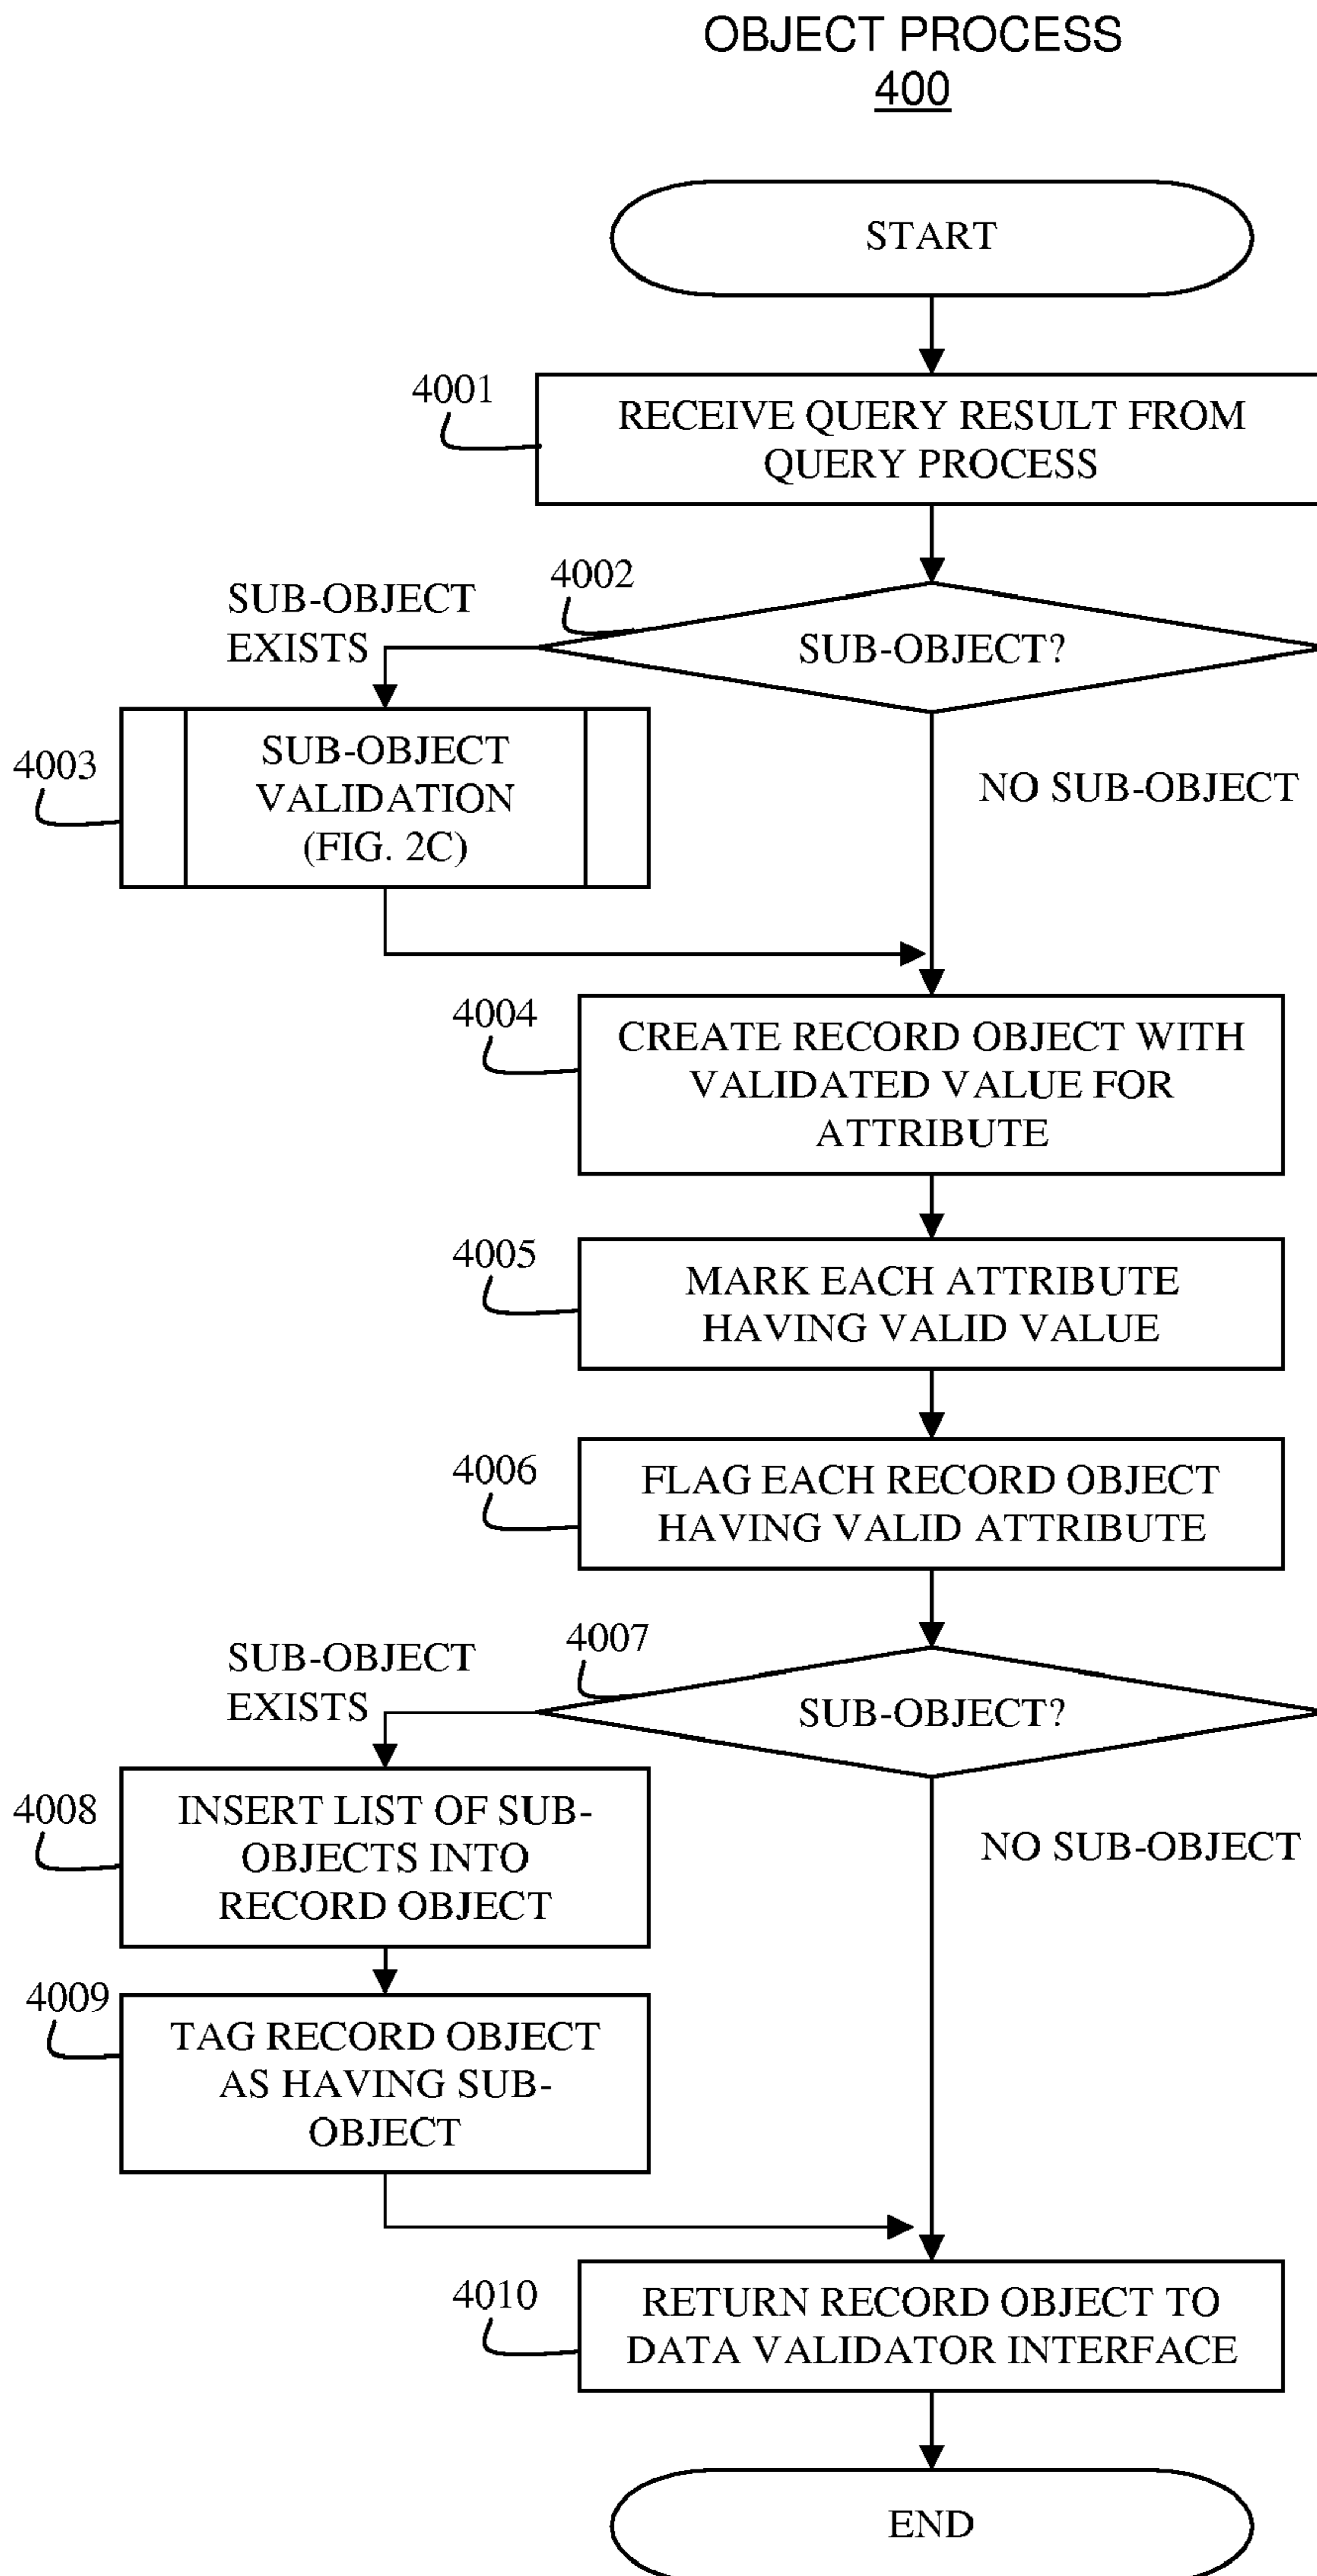 OBJECT PROCESS
400
START
4001
RECEIVE QUERY RESULT FROM
QUERY PROCESS
4002
SUB-OBJECT
EXISTS
SUB-OBJECT?
4003
SUB-OBJECT
VALIDATION
(FIG. 2C)
NO SUB-OBJECT
4004
CREATE RECORD OBJECT WITH
VALIDATED VALUE FOR
ATTRIBUTE
4005
MARK EACH ATTRIBUTE
HAVING VALID VALUE
4006
FLAG EACH RECORD OBJECT
HAVING VALID ATTRIBUTE
4007
SUB-OBJECT
EXISTS
SUB-OBJECT?
4008
INSERT LIST OF SUB-
OBJECTS INTO
RECORD OBJECT
NO SUB-OBJECT
4009
TAG RECORD OBJECT
AS HAVING SUB-
OBJECT
4010
RETURN RECORD OBJECT TO
DATA VALIDATOR INTERFACE
END